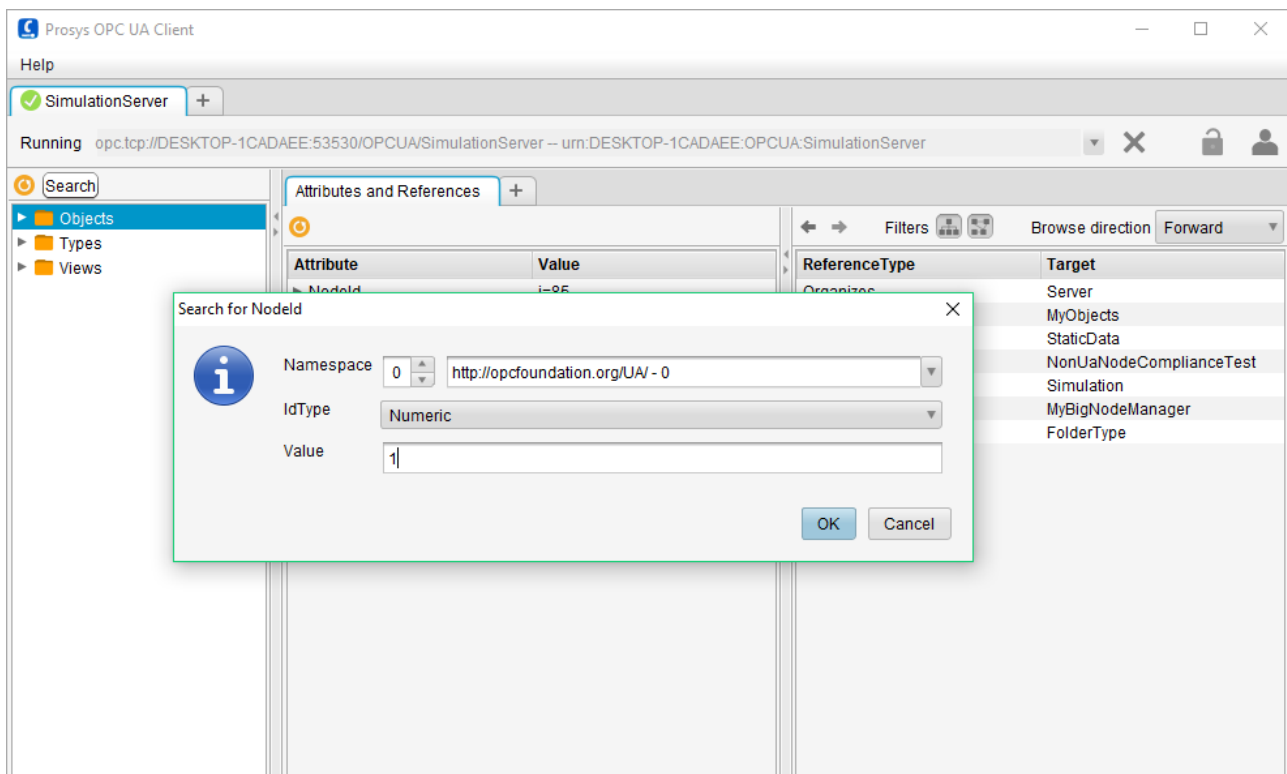 Prosys OPC UA Client
Help
SimulationServer +
Running opc.tcp://DESKTOP-1CADAEE:53530/OPCUA/SimulationServer -- urn:DESKTOP-1CADAEE:OPCUA:SimulationServer
Search
Attributes and References +
Objects
Types
Views
Filters Browse direction Forward
Attribute Value
ReferenceType Target
NodeId i=85
Organizes Server
MyObjects
StaticData
NonUaNodeComplianceTest
Simulation
MyBigNodeManager
FolderType
Search for NodeId
Namespace 0 http://opcfoundation.org/UA/ - 0
IdType Numeric
Value 1
OK Cancel